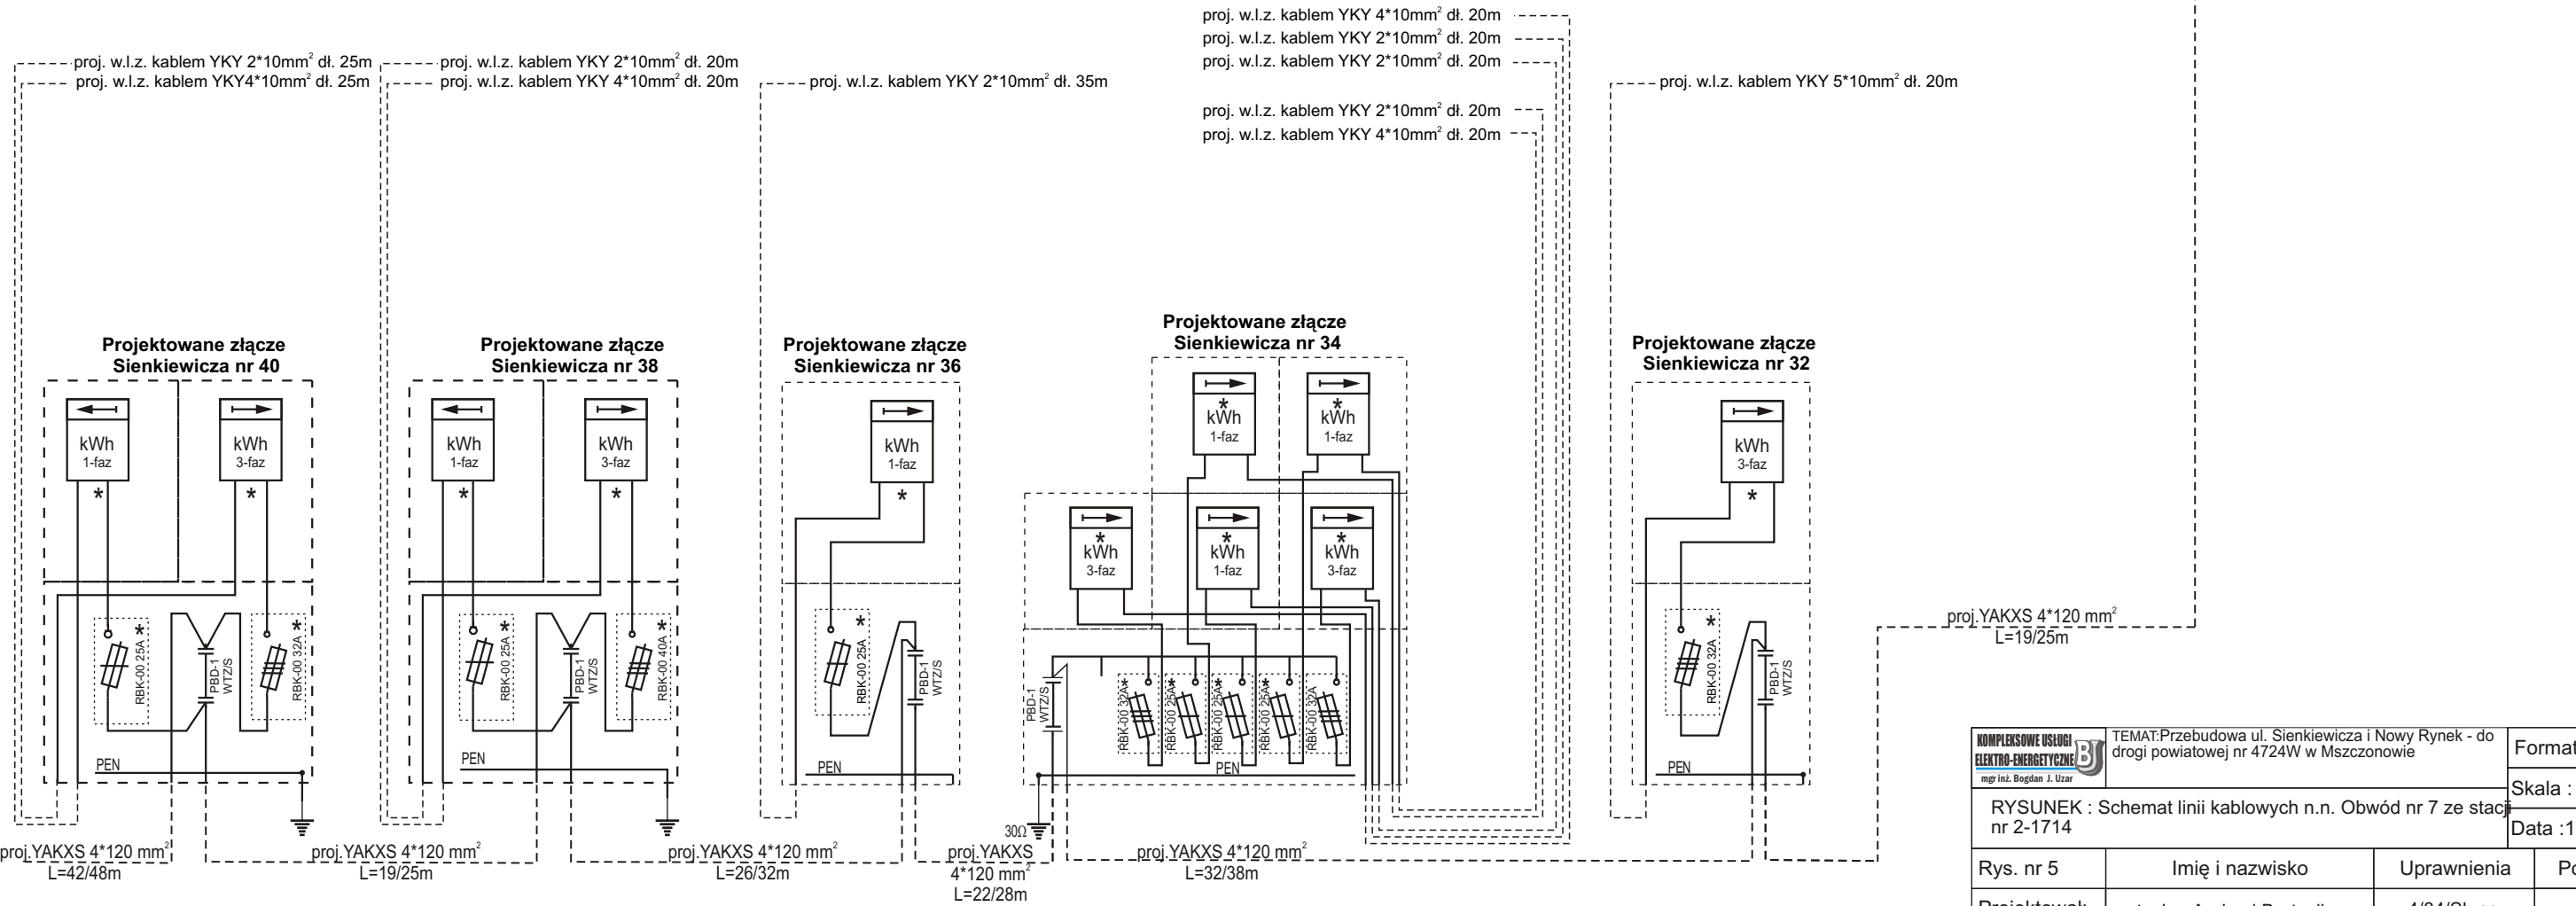 proj. w.l.z. kablem YKY 2*10mm² dł. 25m
proj. w.l.z. kablem YKY4*10mm² dł. 25m
proj. w.l.z. kablem YKY 2*10mm² dł. 20m
proj. w.l.z. kablem YKY 4*10mm² dł. 20m
proj. w.l.z. kablem YKY 2*10mm² dł. 35m
proj. w.l.z. kablem YKY 4*10mm² dł. 20m
proj. w.l.z. kablem YKY 2*10mm² dł. 20m
proj. w.l.z. kablem YKY 2*10mm² dł. 20m
proj. w.l.z. kablem YKY 2*10mm² dł. 20m
proj. w.l.z. kablem YKY 4*10mm² dł. 20m
proj. w.l.z. kablem YKY 5*10mm² dł. 20m
Projektowane złącze
Sienkiewicza nr 40
kWh
1-faz
*
kWh
3-faz
*
RBK-00 25A *
PBD-1
WTZ/S
RBK-00 32A *
PEN
Projektowane złącze
Sienkiewicza nr 38
kWh
1-faz
*
kWh
3-faz
*
RBK-00 25A *
PBD-1
WTZ/S
RBK-00 40A *
PEN
Projektowane złącze
Sienkiewicza nr 36
kWh
1-faz
*
RBK-00 25A *
PBD-1
WTZ/S
PEN
Projektowane złącze
Sienkiewicza nr 34
*
kWh
1-faz
*
kWh
1-faz
*
kWh
3-faz
*
kWh
1-faz
*
kWh
3-faz
PBD-1
WTZ/S
RBK-00 32A *
RBK-00 25A *
RBK-00 25A *
RBK-00 25A *
RBK-00 32A *
PEN
30Ω
Projektowane złącze
Sienkiewicza nr 32
kWh
3-faz
*
RBK-00 32A *
PBD-1
WTZ/S
PEN
proj.YAKXS 4*120 mm²
L=19/25m
proj.YAKXS 4*120 mm²
L=42/48m
proj.YAKXS 4*120 mm²
L=19/25m
proj.YAKXS 4*120 mm²
L=26/32m
proj.YAKXS
4*120 mm²
L=22/28m
proj.YAKXS 4*120 mm²
L=32/38m
KOMPLEKSOWE USŁUGI
ELEKTRO-ENERGETYCZNE
BJ
mgr inż. Bogdan J. Uzar
TEMAT:Przebudowa ul. Sienkiewicza i Nowy Rynek - do
drogi powiatowej nr 4724W w Mszczonowie
Format
Skala :
RYSUNEK : Schemat linii kablowych n.n. Obwód nr 7 ze stacji
nr 2-1714
Data :1
Rys. nr 5
Imię i nazwisko
Uprawnienia